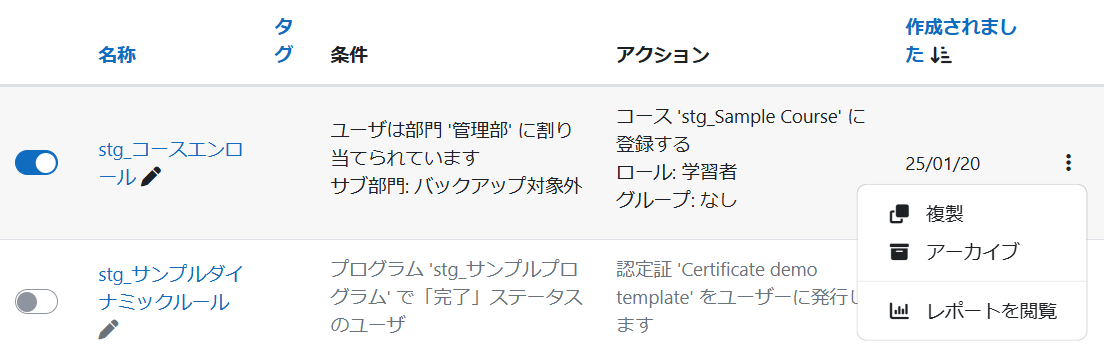 タ
グ
名称
条件
アクション
作成されまし
た
stg_コースエンロ
ール
ユーザは部門 '管理部' に割り
当てられています
サブ部門: バックアップ対象外
コース 'stg_Sample Course' に
登録する
ロール: 学習者
グループ: なし
25/01/20
複製
アーカイブ
レポートを閲覧
stg_サンプルダイ
ナミックルール
プログラム 'stg_サンプルプロ
グラム' で「完了」ステータス
のユーザ
認定証 'Certificate demo
template' をユーザーに発行し
ます